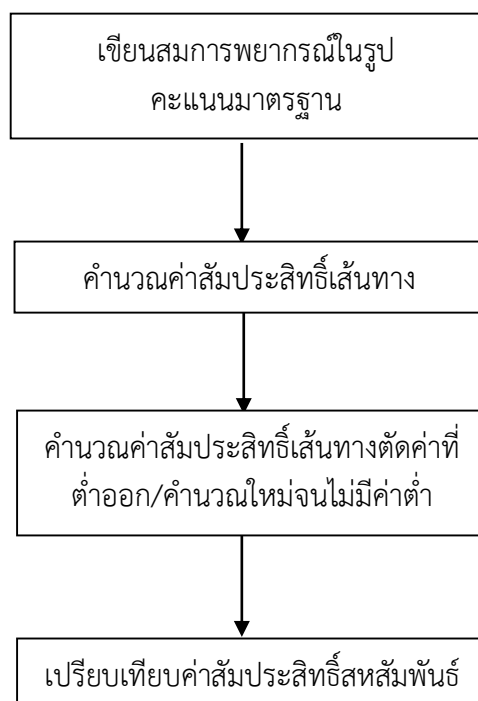 เขียนสมการพยากรณ์ในรูป
คะแนนมาตรฐาน
คำนวณค่าสัมประสิทธิ์เส้นทาง
คำนวณค่าสัมประสิทธิ์เส้นทางตัดค่าที่
ต่ำออก/คำนวณใหม่จนไม่มีค่าต่ำ
เปรียบเทียบค่าสัมประสิทธิ์สหสัมพันธ์